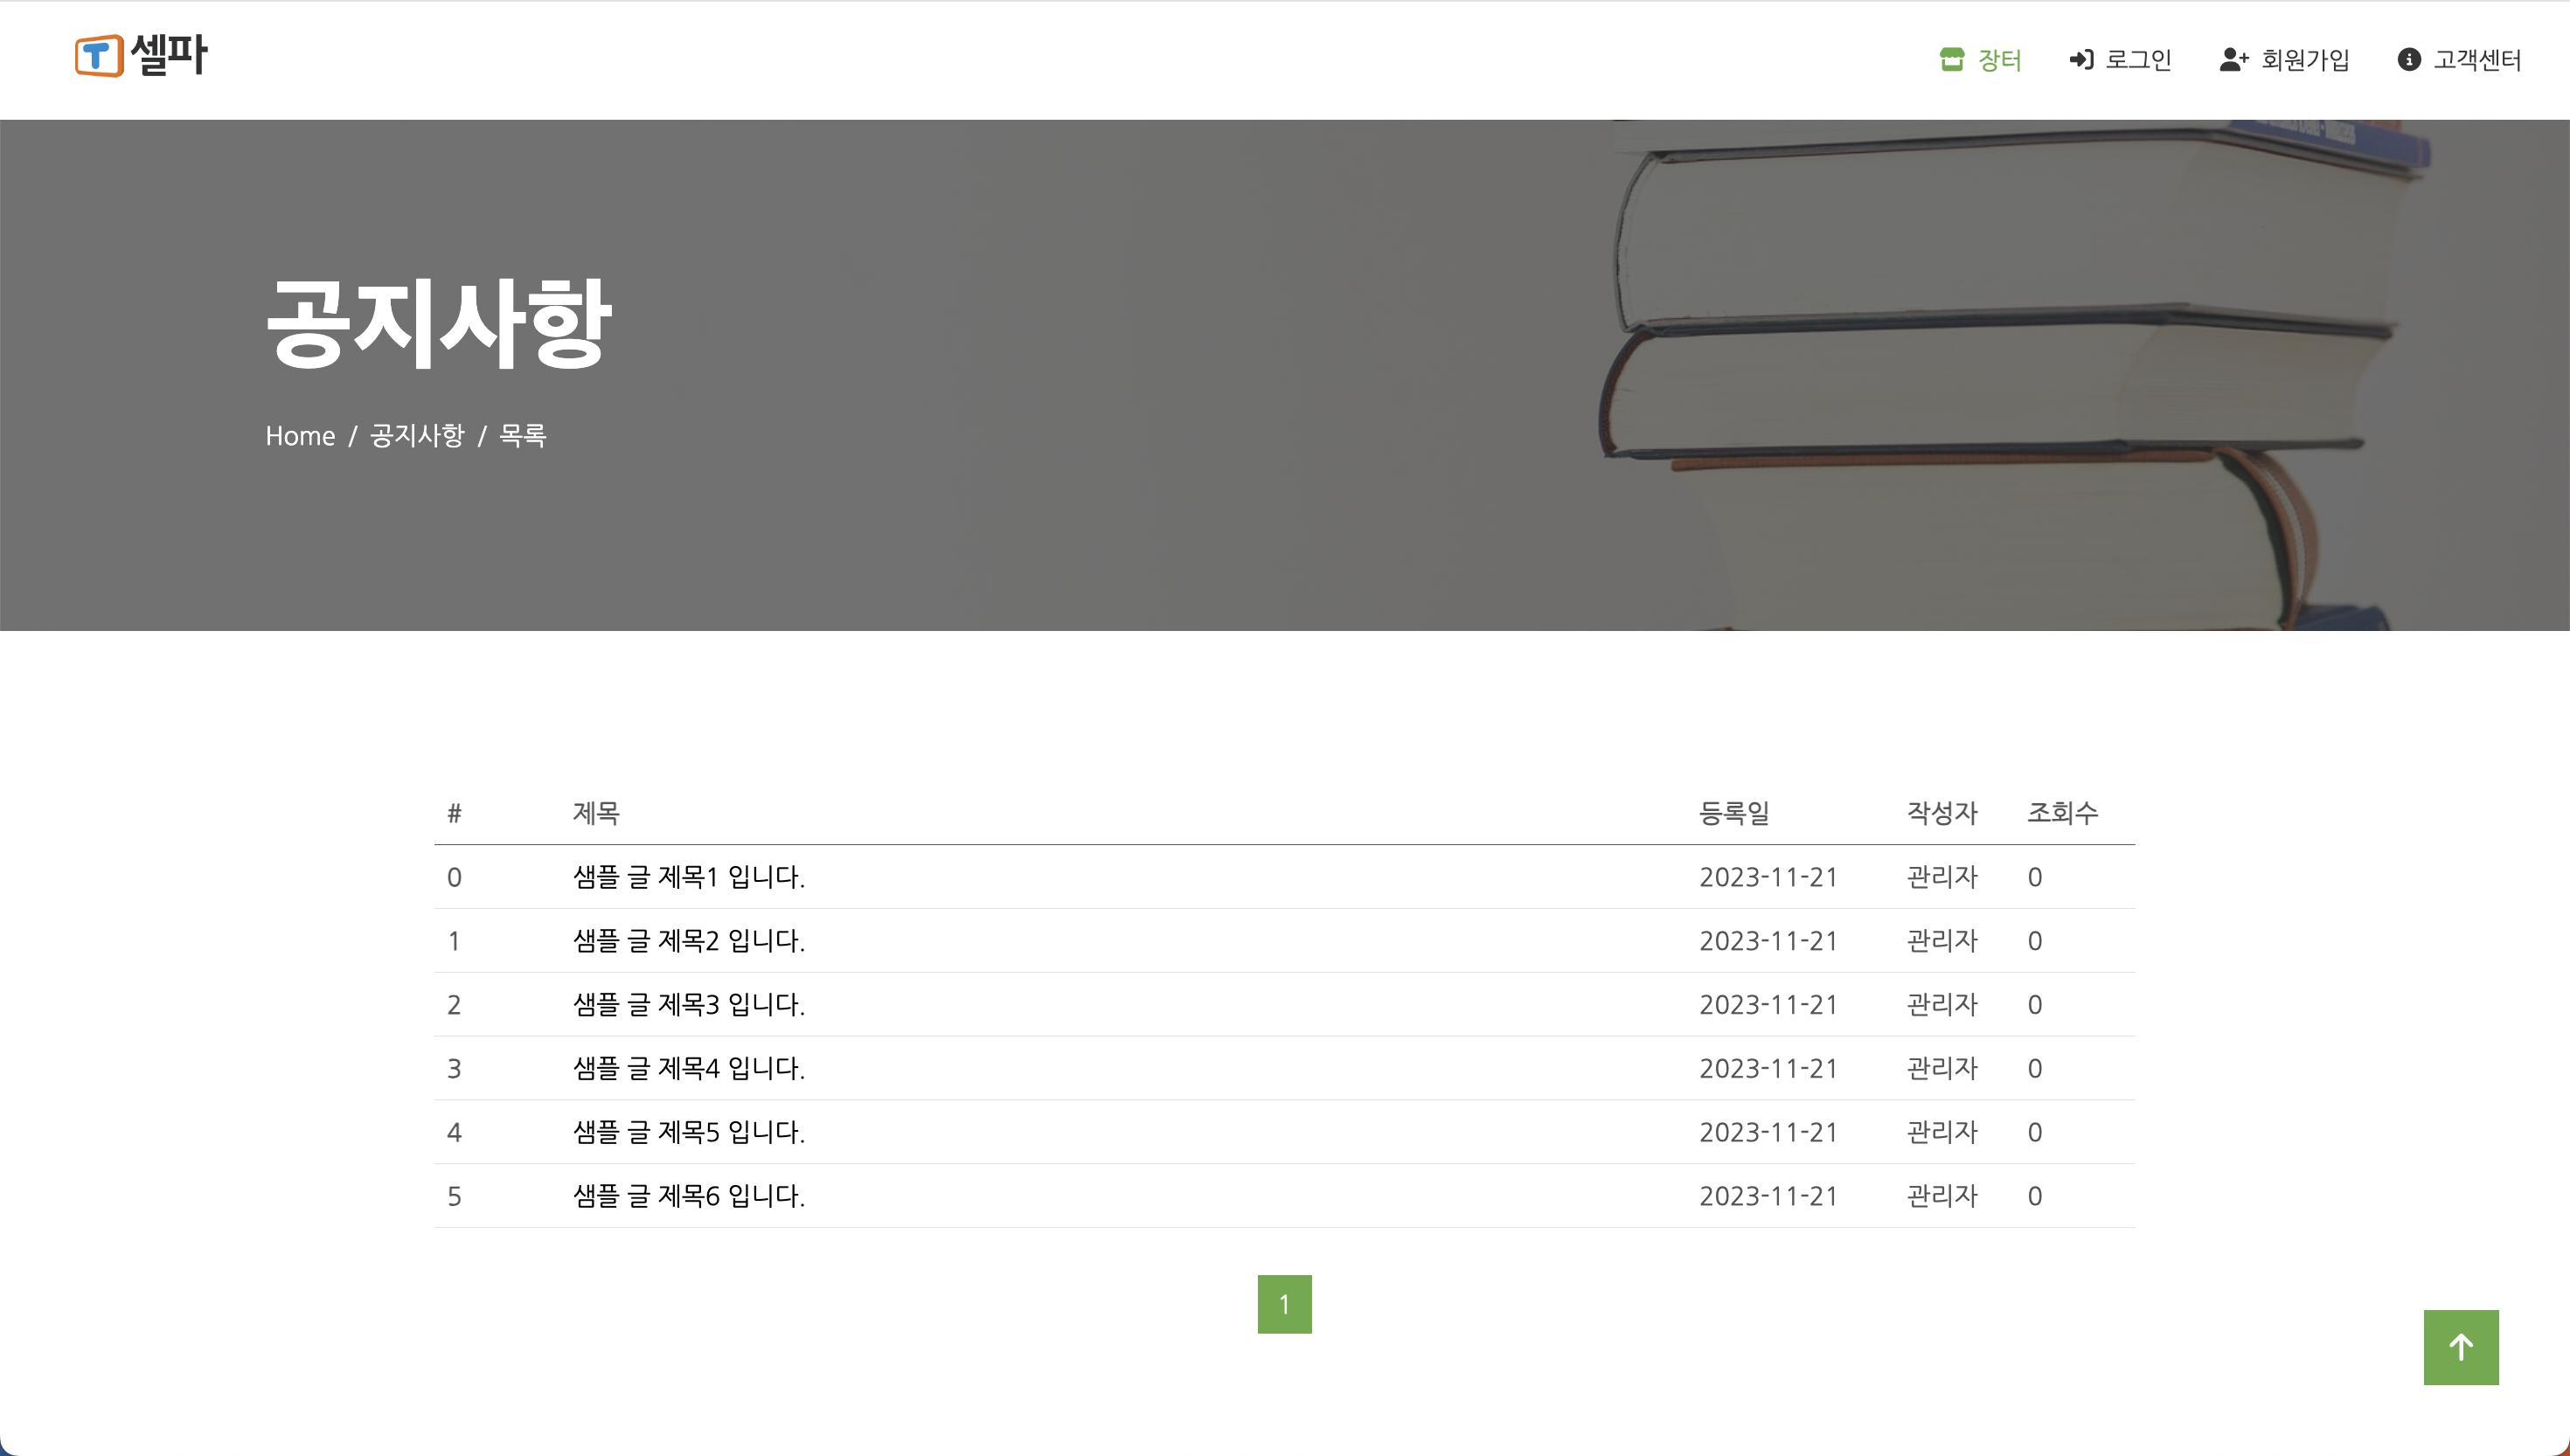 T 셀파
장터 로그인 회원가입 고객센터
공지사항
Home / 공지사항 / 목록
# 제목 등록일 작성자 조회수
0 샘플 글 제목1 입니다. 2023-11-21 관리자 0
1 샘플 글 제목2 입니다. 2023-11-21 관리자 0
2 샘플 글 제목3 입니다. 2023-11-21 관리자 0
3 샘플 글 제목4 입니다. 2023-11-21 관리자 0
4 샘플 글 제목5 입니다. 2023-11-21 관리자 0
5 샘플 글 제목6 입니다. 2023-11-21 관리자 0
1